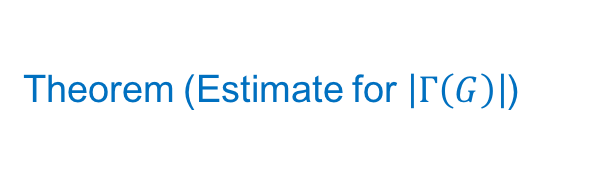 Theorem (Estimate for |Γ(G)|)